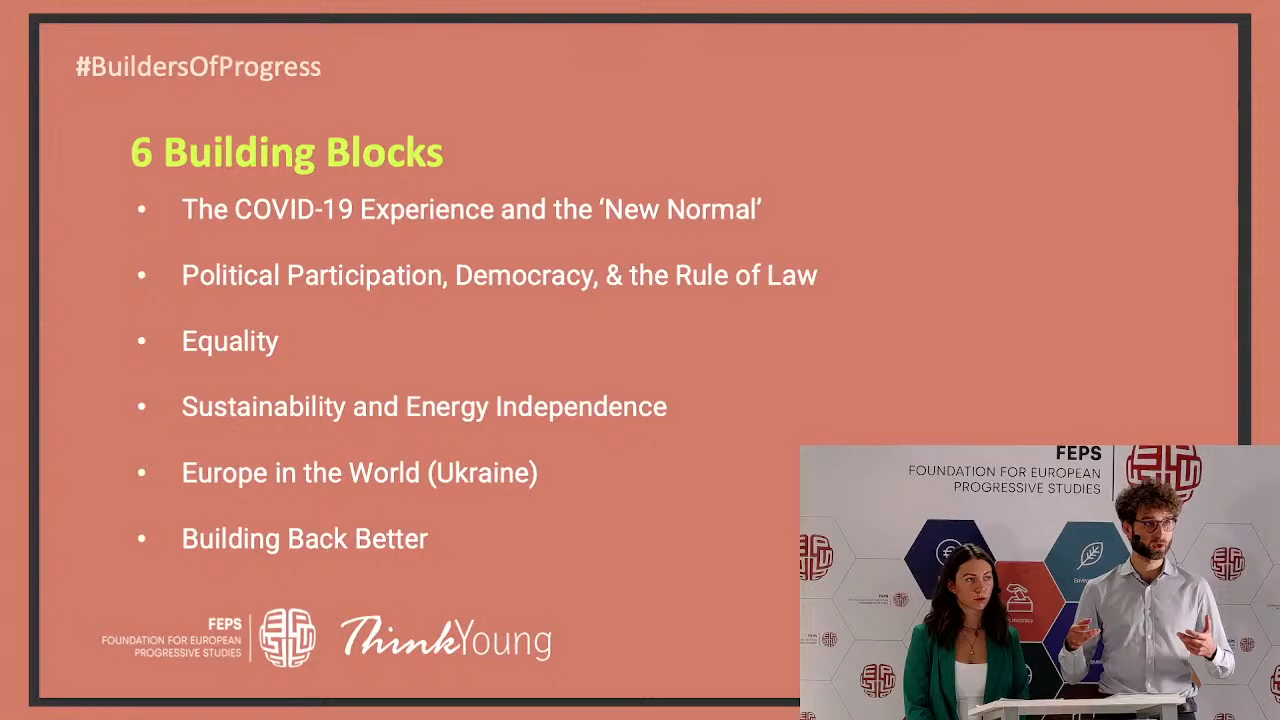 #BuildersOfProgress
6 Building Blocks
• The COVID-19 Experience and the ‘New Normal’
• Political Participation, Democracy, & the Rule of Law
• Equality
• Sustainability and Energy Independence
• Europe in the World (Ukraine)
• Building Back Better
FEPS
FOUNDATION FOR EUROPEAN
PROGRESSIVE STUDIES
ThinkYoung
FEPS
FOUNDATION FOR EUROPEAN
PROGRESSIVE STUDIES